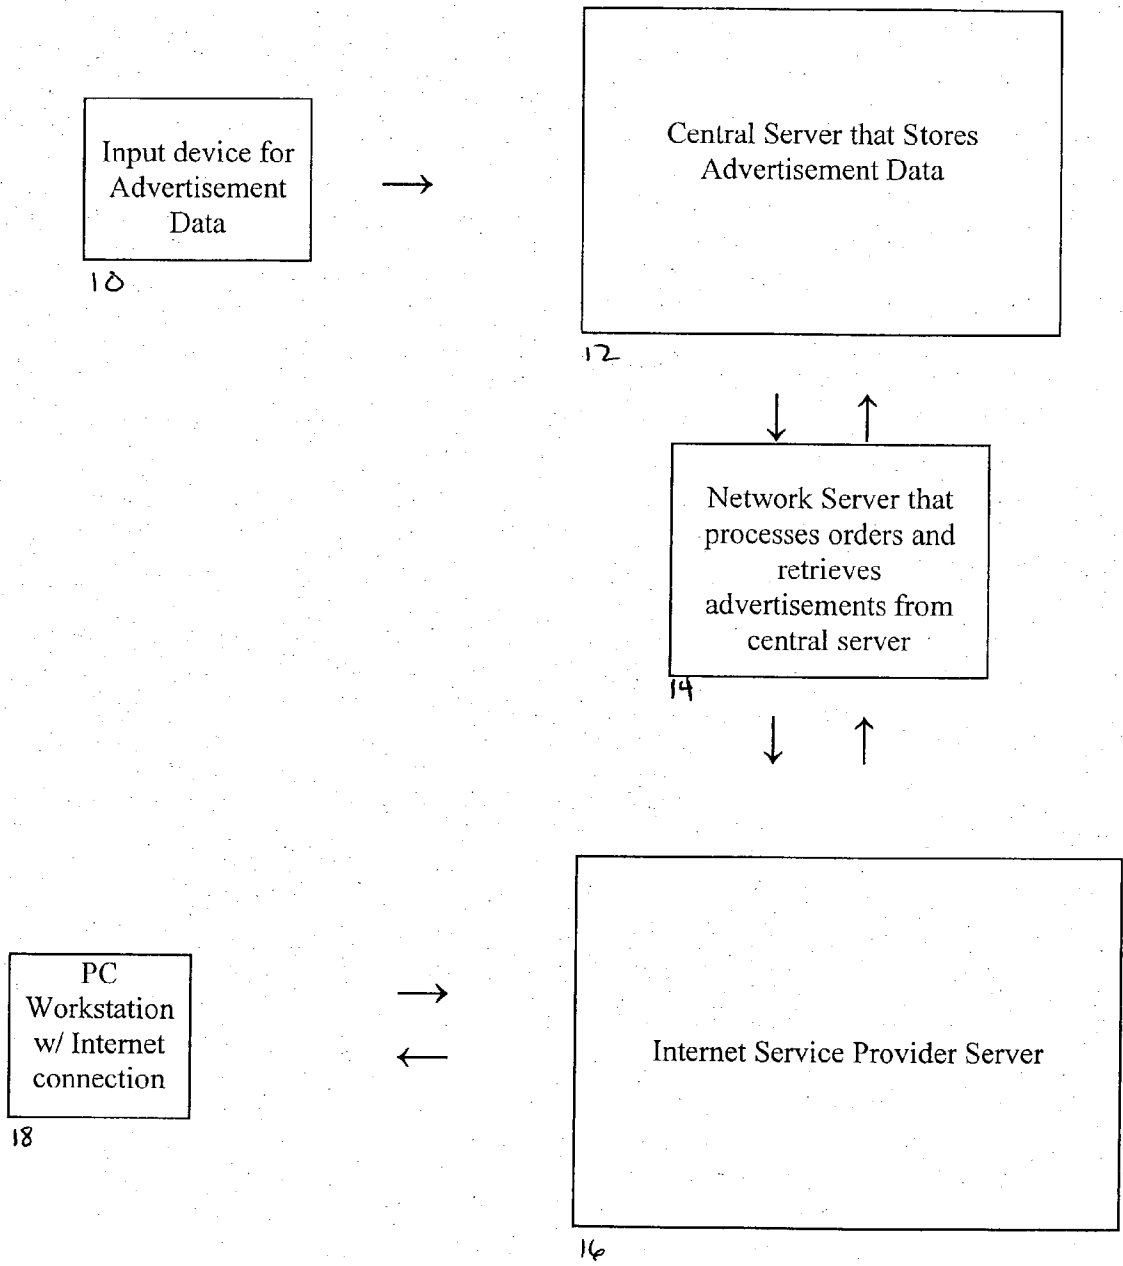 Input device for
Advertisement
Data
10
Central Server that Stores
Advertisement Data
12
Network Server that
processes orders and
retrieves
advertisements from
central server
14
PC
Workstation
w/ Internet
connection
18
Internet Service Provider Server
16